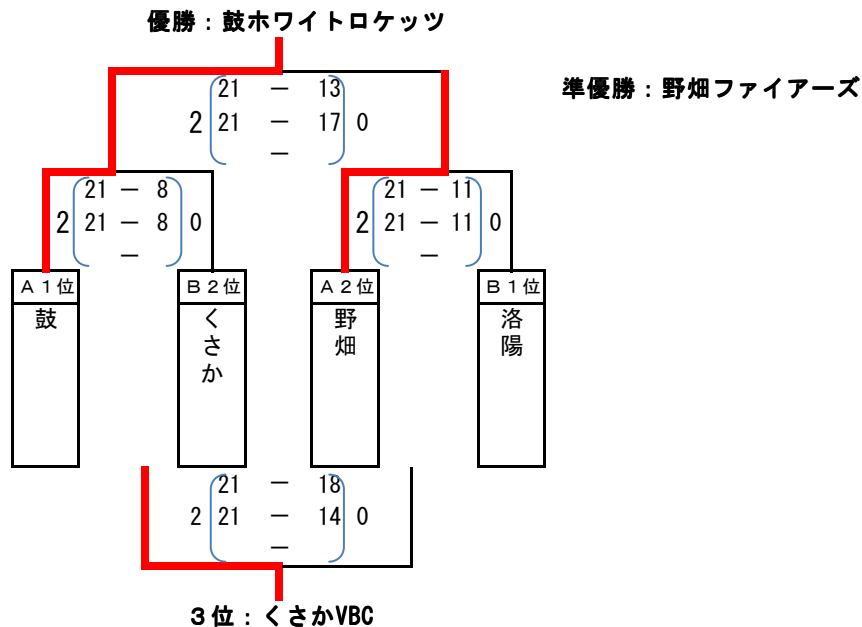 優勝：鼓ホワイトロケッツ
準優勝：野畑ファイアーズ
21 － 13
2 21 － 17 0
－
21 － 8
2 21 － 8 0
－
21 － 11
2 21 － 11 0
－
Ａ１位
鼓
Ｂ２位
くさか
Ａ２位
野畑
Ｂ１位
洛陽
21 － 18
2 21 － 14 0
－
３位：くさかVBC